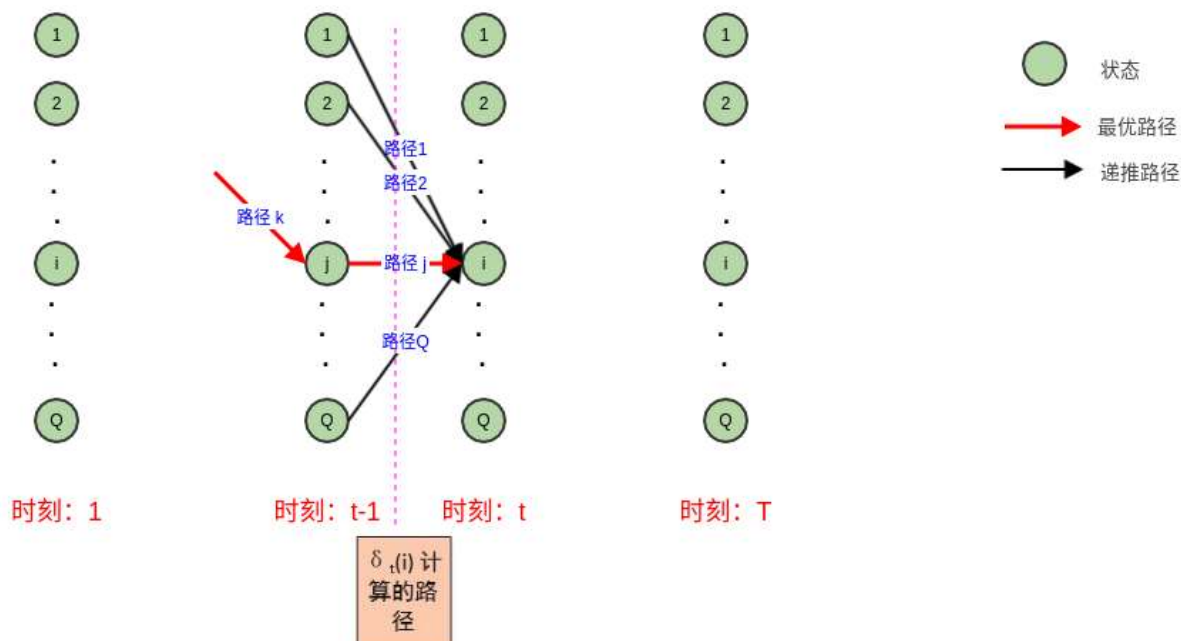 1 1 1 1
状态
2 2 2 2
最优路径
路径1
递推路径
路径2
路径 k
i j 路径 j i i
路径Q
Q Q Q Q
时刻：1 时刻：t-1 时刻：t 时刻：T
δ t(i) 计
算的路
径